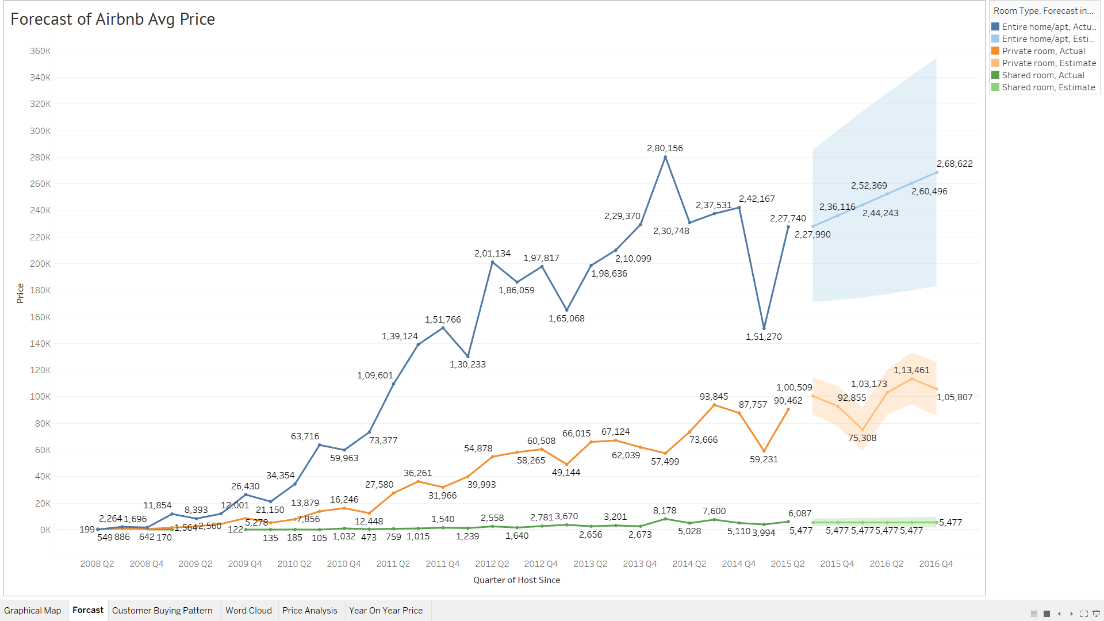 Forecast of Airbnb Avg Price
Room Type, Forecast in...
Entire home/apt, Actu..
Entire home/apt, Esti..
Private room, Actual
Private room, Estimate
Shared room, Actual
Shared room, Estimate
360K
340K
320K
300K
280K
260K
240K
220K
200K
180K
160K
140K
120K
100K
80K
60K
40K
20K
0K
Price
2,80,156
2,68,622
2,60,496
2,52,369
2,44,243
2,36,116
2,27,990
2,27,740
2,42,167
2,37,531
2,30,748
2,29,370
2,10,099
1,98,636
2,01,134
1,97,817
1,86,059
1,65,068
1,51,270
1,51,766
1,39,124
1,30,233
1,09,601
73,377
63,716
59,963
34,354
26,430
21,150
12,001
11,854
8,393
2,264
1,696
199
1,13,461
1,05,807
1,03,173
1,00,509
92,855
75,308
93,845
90,462
87,757
73,666
59,231
57,499
62,039
67,124
66,015
49,144
60,508
58,265
54,878
39,993
36,261
31,966
27,580
12,448
16,246
13,879
7,856
5,278
2,560
1,564
549
886
642
170
122
135
185
105
1,032
473
759
1,015
1,540
1,239
2,558
1,640
2,781
3,670
2,656
3,201
2,673
8,178
5,028
7,600
5,110
3,994
6,087
5,477
5,477
5,477
5,477
5,477
5,477
2008 Q2
2008 Q4
2009 Q2
2009 Q4
2010 Q2
2010 Q4
2011 Q2
2011 Q4
2012 Q2
2012 Q4
2013 Q2
2013 Q4
2014 Q2
2014 Q4
2015 Q2
2015 Q4
2016 Q2
2016 Q4
Quarter of Host Since
Graphical Map
Forcast
Customer Buying Pattern
Word Cloud
Price Analysis
Year On Year Price